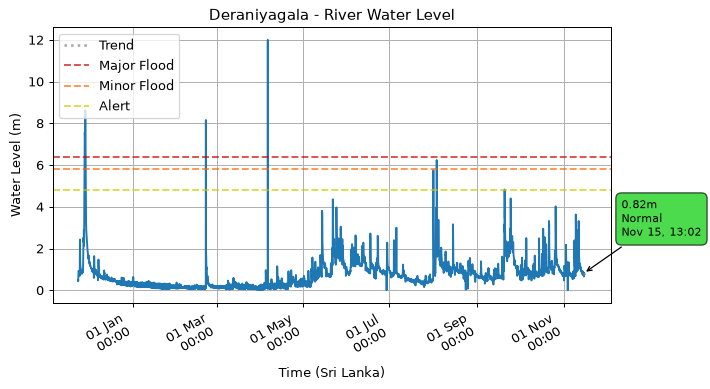 Deraniyagala - River Water Level
Trend
Major Flood
Minor Flood
Alert
Water Level (m)
12
10
8
6
4
2
0
0.82m
Normal
Nov 15, 13:02
01 Jan
00:00
01 Mar
00:00
01 May
00:00
01 Jul
00:00
01 Sep
00:00
01 Nov
00:00
Time (Sri Lanka)